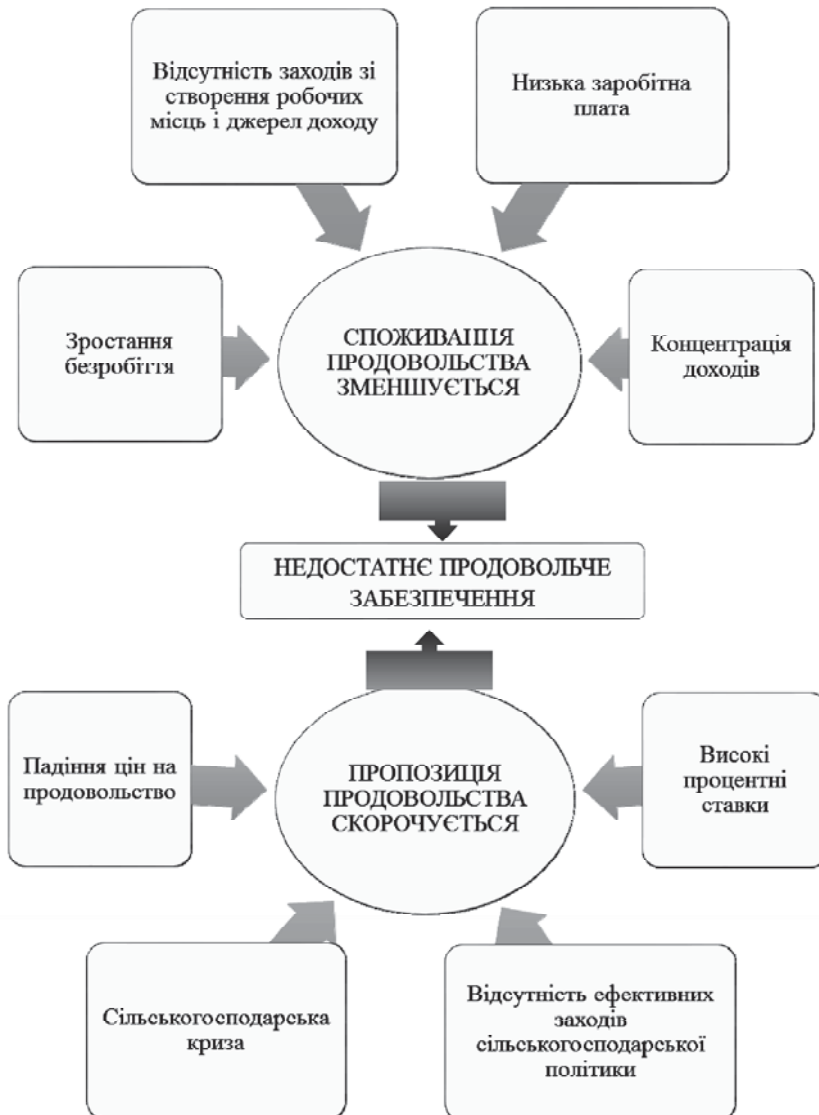 Відсутність заходів зі
створення робочих
місць і джерел доходу
Низька заробітна
плата
Зростання
безробіття
СПОЖИВАННЯ
ПРОДОВОЛЬСТВА
ЗМЕНШУЄТЬСЯ
Концентрація
доходів
НЕДОСТАТНЄ ПРОДОВОЛЬЧЕ
ЗАБЕЗПЕЧЕННЯ
Падіння цін на
продовольство
ПРОПОЗИЦІЯ
ПРОДОВОЛЬСТВА
СКОРОЧУЄТЬСЯ
Високі
процентні
ставки
Сільськогосподарська
криза
Відсутність ефективних
заходів
сільськогосподарської
політики